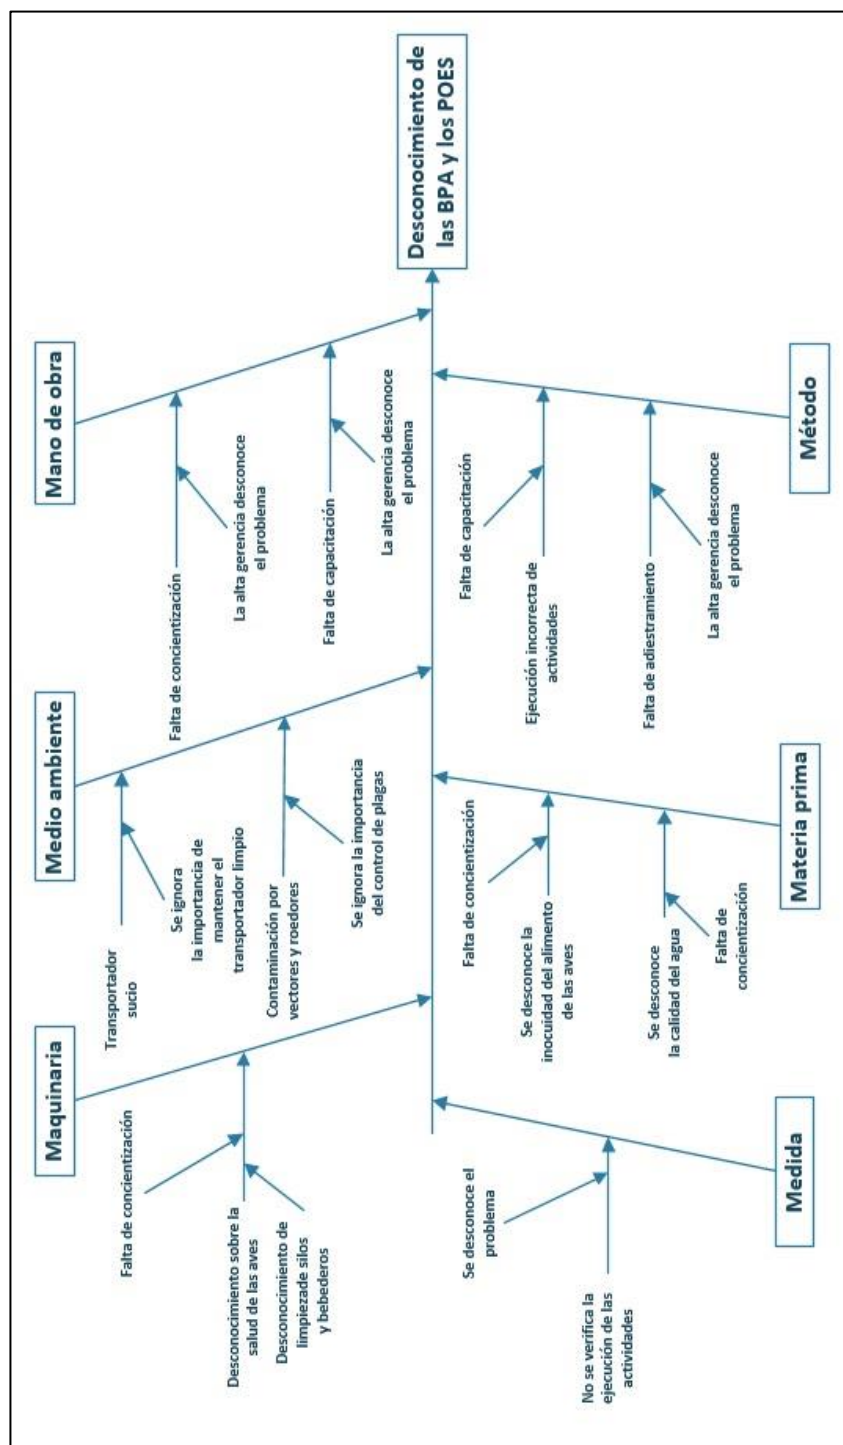 Maquinaria
Medio ambiente
Mano de obra
Falta de concientización
Desconocimiento sobre la
salud de las aves
Desconocimiento de
limpiezade silos
y bebederos
Transportador
sucio
Se ignora
la importancia de
mantener el
transportador limpio
Contaminación por
vectores y roedores
Se ignora la importancia
del control de plagas
Falta de concientización
La alta gerencia desconoce
el problema
Falta de capacitación
La alta gerencia desconoce
el problema
Desconocimiento de
las BPA y los POES
Se desconoce el
problema
No se verifica la
ejecución de las
actividades
Falta de concientización
Se desconoce la
inocuidad del alimento
de las aves
Se desconoce
la calidad del agua
Falta de
concientización
Falta de capacitación
Ejecución incorrecta de
actividades
Falta de adiestramiento
La alta gerencia desconoce
el problema
Medida
Materia prima
Método